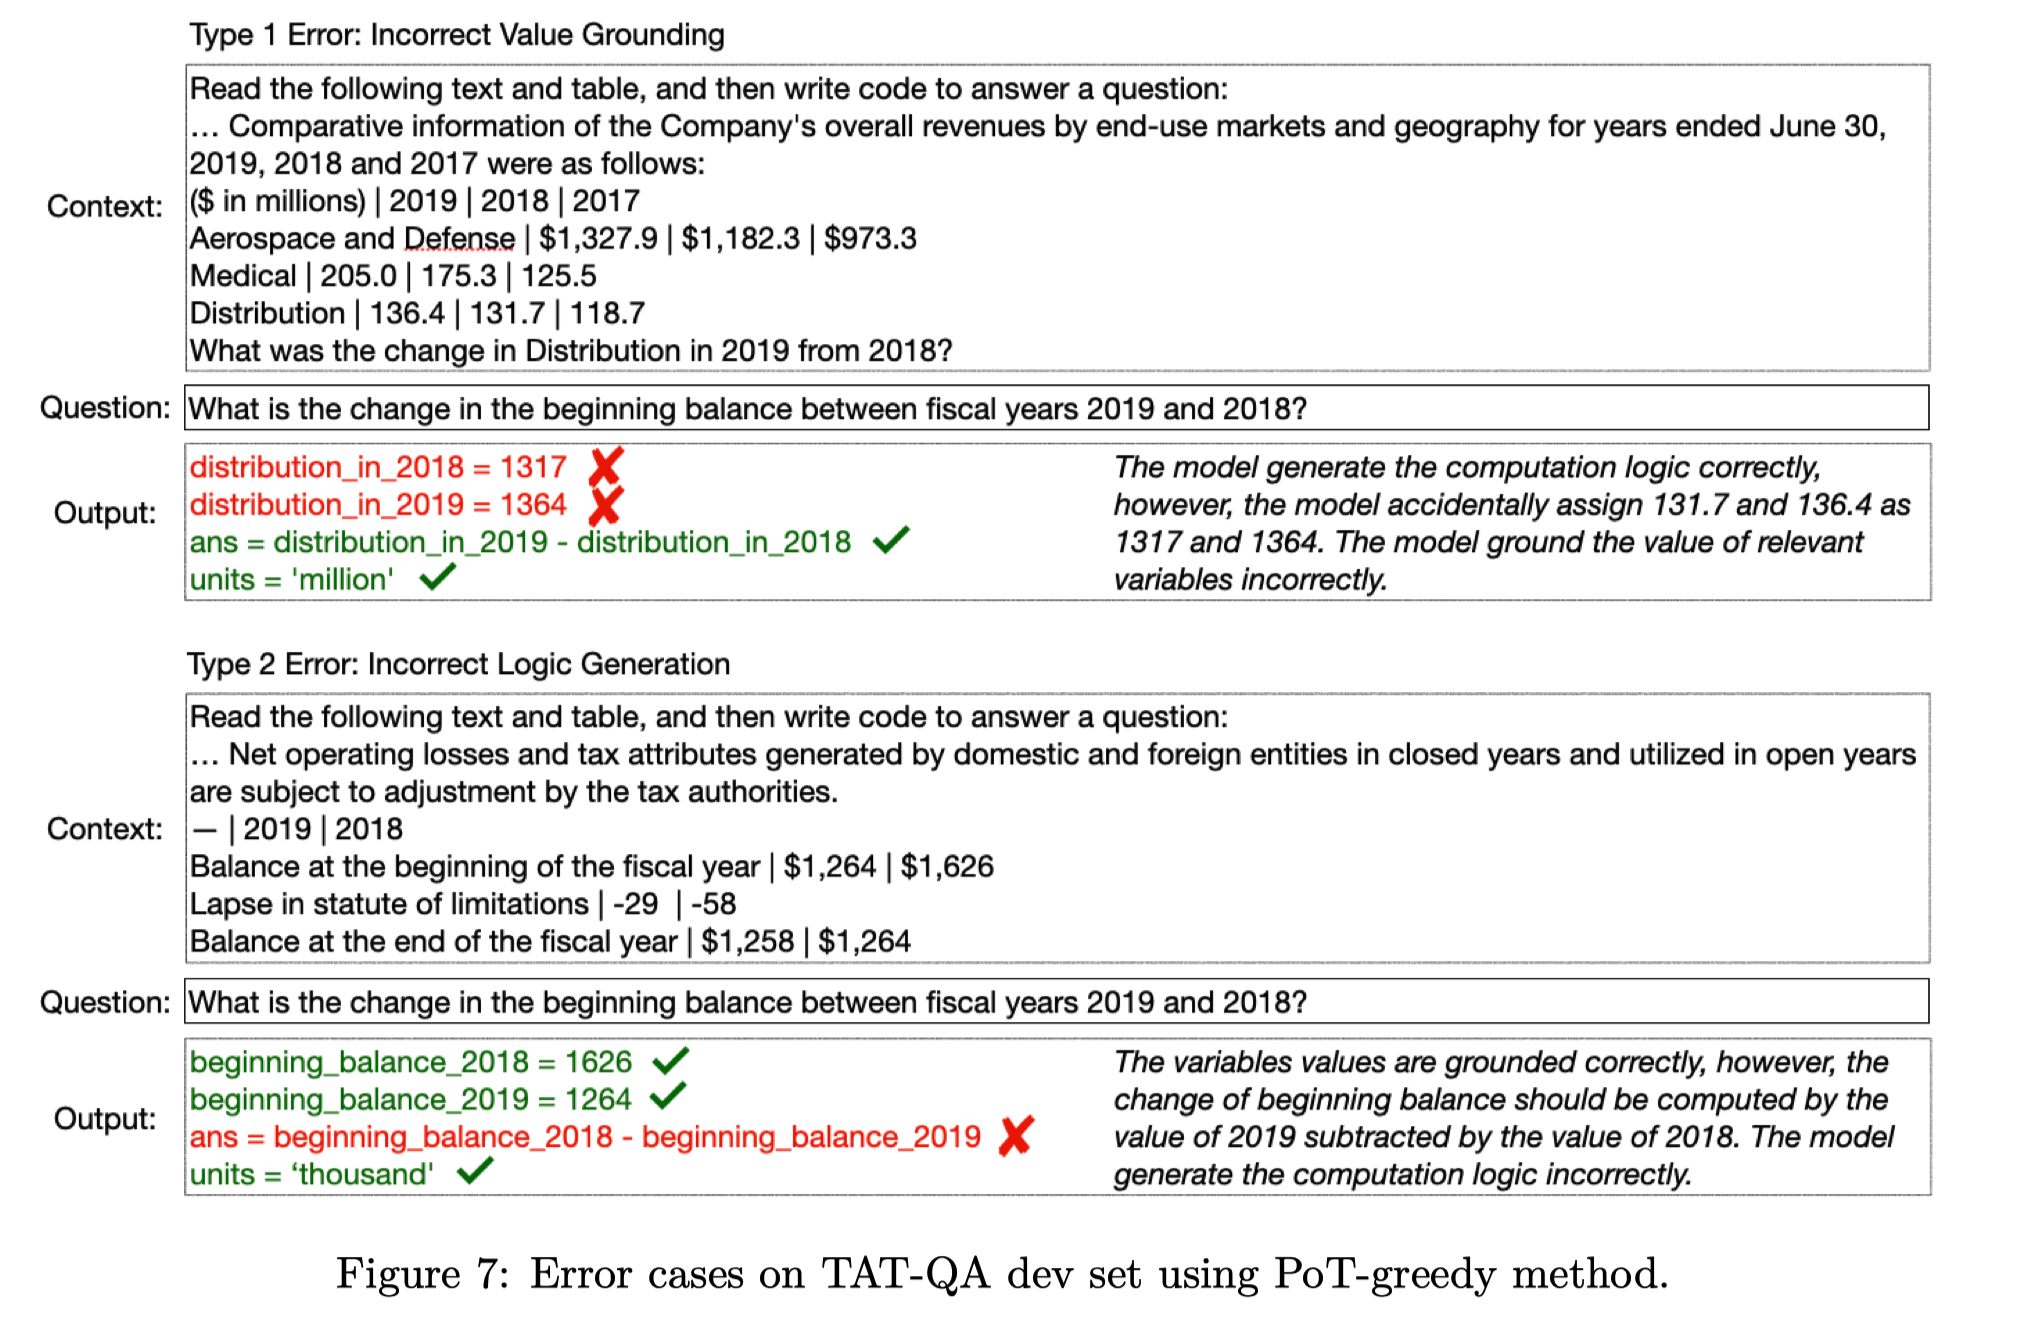 Type 1 Error: Incorrect Value Grounding
Context:
Read the following text and table, and then write code to answer a question:
... Comparative information of the Company's overall revenues by end-use markets and geography for years ended June 30,
2019, 2018 and 2017 were as follows:
($ in millions) | 2019 | 2018 | 2017
Aerospace and Defense | $1,327.9 | $1,182.3 | $973.3
Medical | 205.0 | 175.3 | 125.5
Distribution | 136.4 | 131.7 | 118.7
What was the change in Distribution in 2019 from 2018?
Question:
What is the change in the beginning balance between fiscal years 2019 and 2018?
Output:
distribution_in_2018 = 1317 ✘
distribution_in_2019 = 1364 ✘
ans = distribution_in_2019 - distribution_in_2018 ✓
units = 'million' ✓
The model generate the computation logic correctly,
however, the model accidentally assign 131.7 and 136.4 as
1317 and 1364. The model ground the value of relevant
variables incorrectly.
Type 2 Error: Incorrect Logic Generation
Context:
Read the following text and table, and then write code to answer a question:
... Net operating losses and tax attributes generated by domestic and foreign entities in closed years and utilized in open years
are subject to adjustment by the tax authorities.
— | 2019 | 2018
Balance at the beginning of the fiscal year | $1,264 | $1,626
Lapse in statute of limitations | -29 | -58
Balance at the end of the fiscal year | $1,258 | $1,264
Question:
What is the change in the beginning balance between fiscal years 2019 and 2018?
Output:
beginning_balance_2018 = 1626 ✓
beginning_balance_2019 = 1264 ✓
ans = beginning_balance_2018 - beginning_balance_2019 ✘
units = ‘thousand' ✓
The variables values are grounded correctly, however, the
change of beginning balance should be computed by the
value of 2019 subtracted by the value of 2018. The model
generate the computation logic incorrectly.
Figure 7: Error cases on TAT-QA dev set using PoT-greedy method.